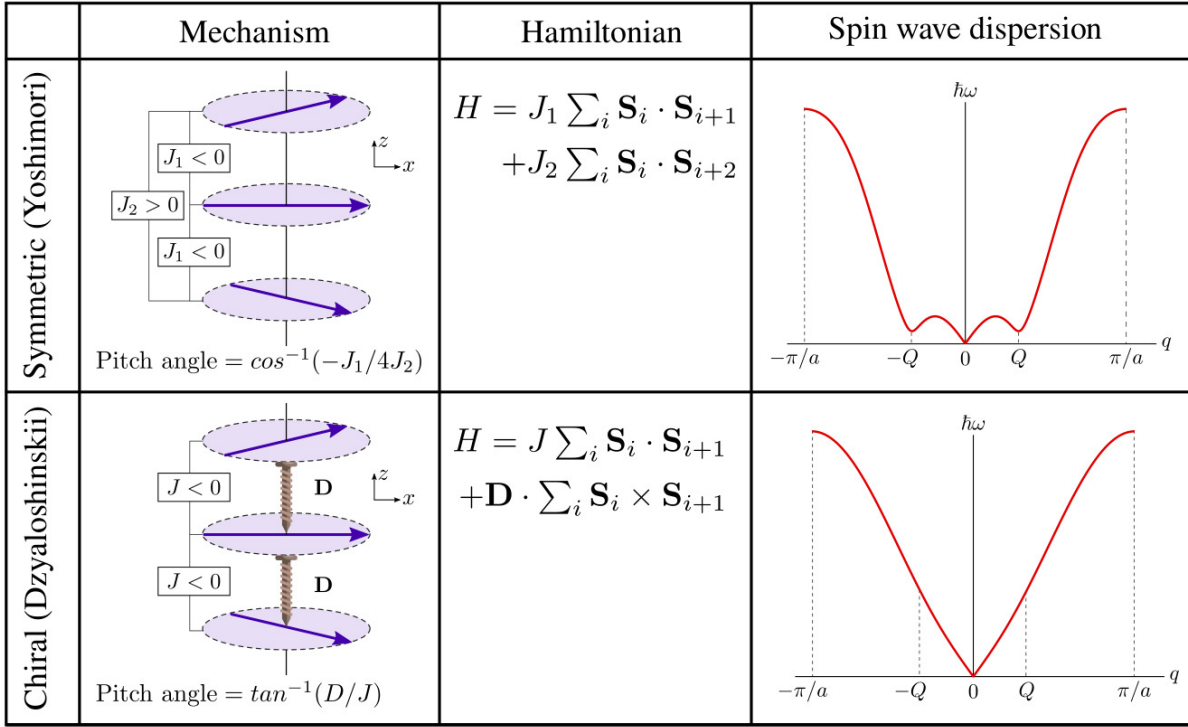 Mechanism
Hamiltonian
Spin wave dispersion
Symmetric (Yoshimori)
J₁ < 0
J₂ > 0
J₁ < 0
z
x
Pitch angle = cos⁻¹(−J₁/4J₂)
H = J₁ ∑ᵢ Sᵢ · Sᵢ₊₁
+J₂ ∑ᵢ Sᵢ · Sᵢ₊₂
ħω
−π/a
−Q
0
Q
π/a
q
Chiral (Dzyaloshinskii)
J < 0
D
z
x
J < 0
D
Pitch angle = tan⁻¹(D/J)
H = J ∑ᵢ Sᵢ · Sᵢ₊₁
+D · ∑ᵢ Sᵢ × Sᵢ₊₁
ħω
−π/a
−Q
0
Q
π/a
q